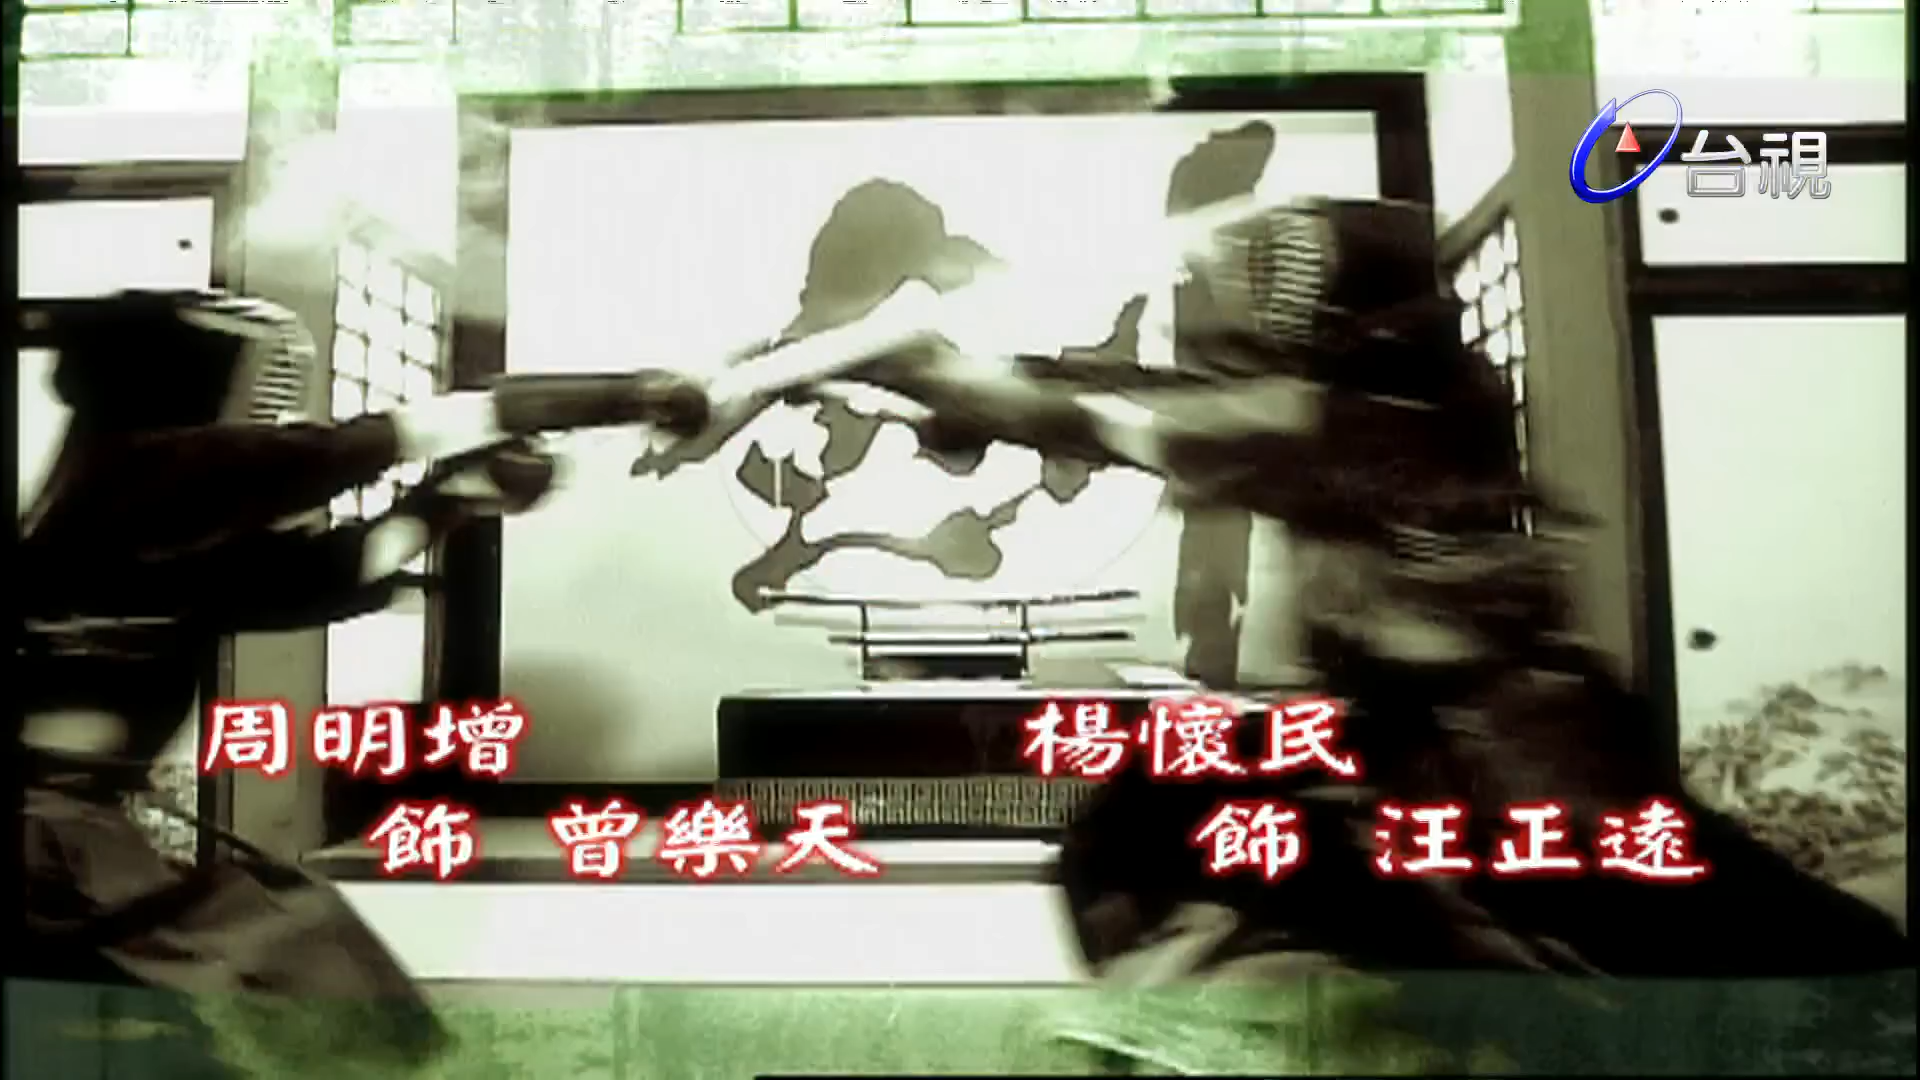 台視
周明增
飾 曾樂天
楊懷民
飾 汪正遠